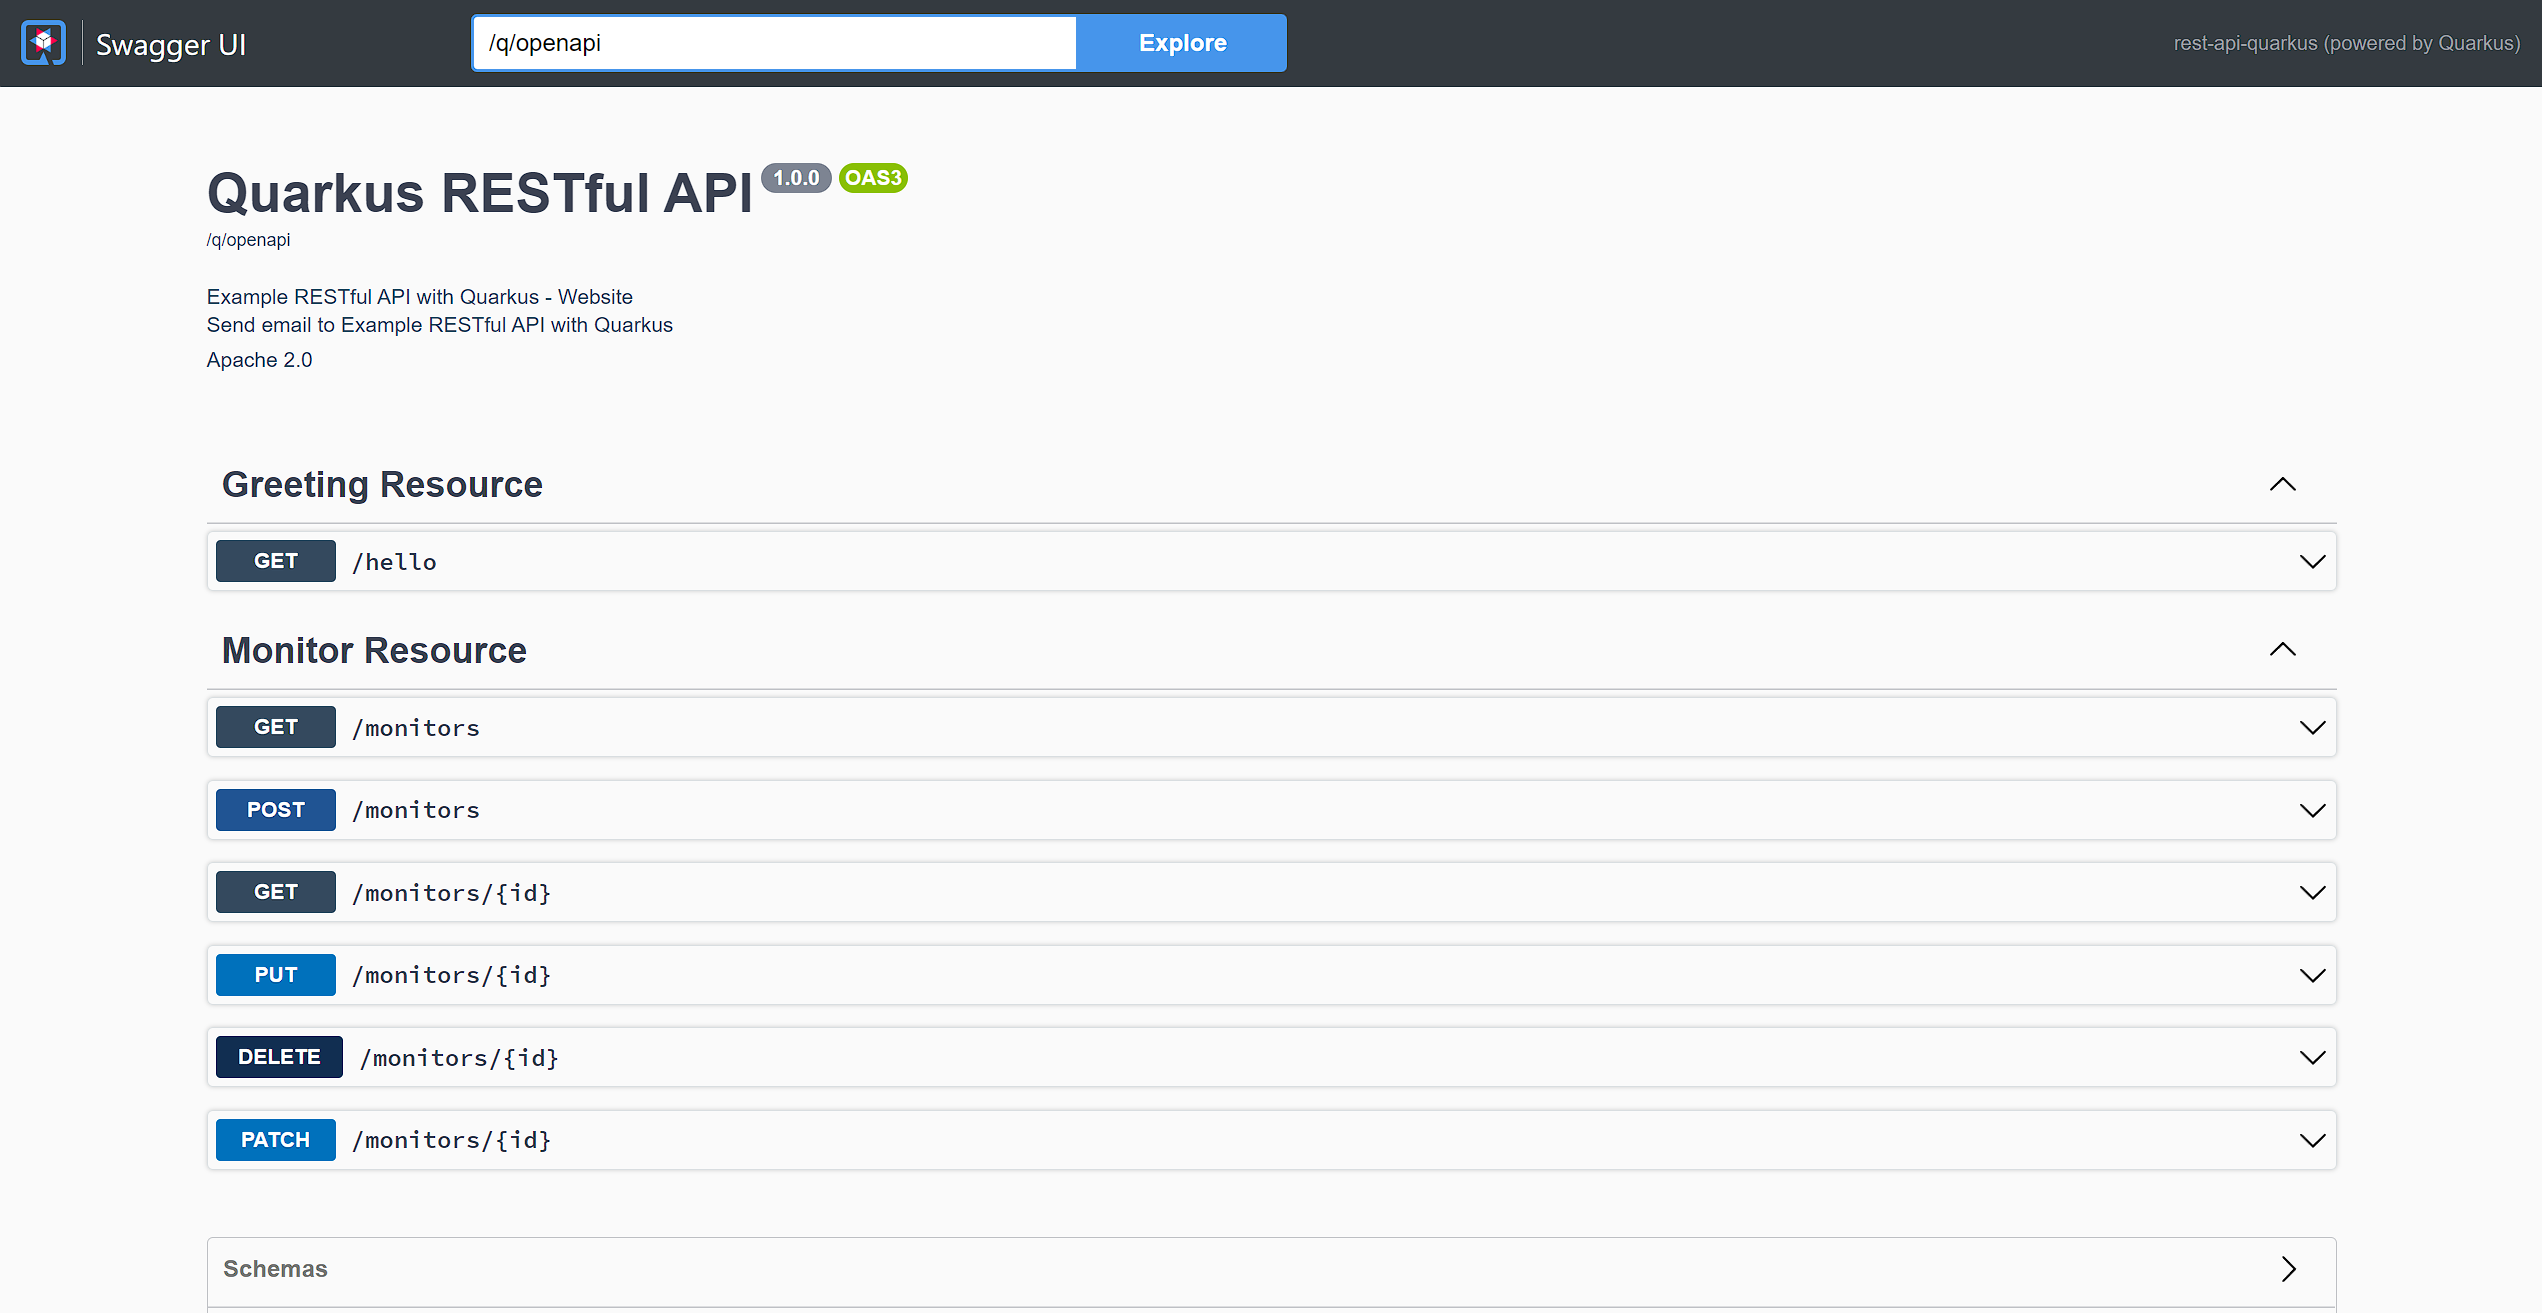 Swagger UI
/q/openapi
Explore
rest-api-quarkus (powered by Quarkus)
Quarkus RESTful API 1.0.0 OAS3
/q/openapi
Example RESTful API with Quarkus - Website
Send email to Example RESTful API with Quarkus
Apache 2.0
Greeting Resource
GET /hello
Monitor Resource
GET /monitors
POST /monitors
GET /monitors/{id}
PUT /monitors/{id}
DELETE /monitors/{id}
PATCH /monitors/{id}
Schemas